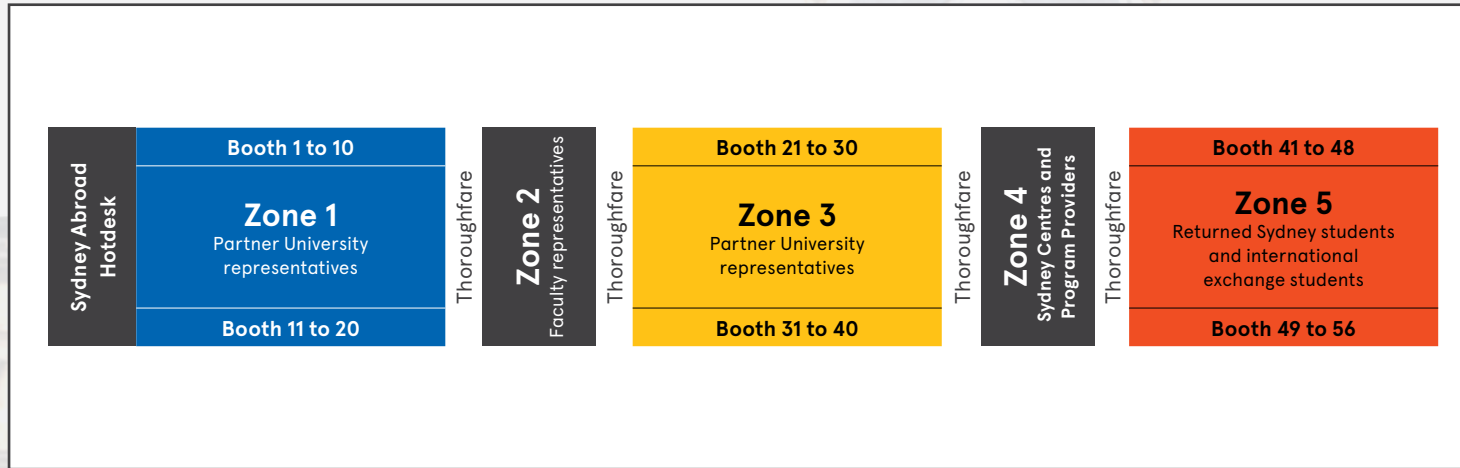 Sydney Abroad
Hotdesk
Booth 1 to 10
Zone 1
Partner University
representatives
Booth 11 to 20
Thoroughfare
Zone 2
Faculty representatives
Thoroughfare
Booth 21 to 30
Zone 3
Partner University
representatives
Booth 31 to 40
Thoroughfare
Zone 4
Sydney Centres and
Program Providers
Thoroughfare
Booth 41 to 48
Zone 5
Returned Sydney students
and international
exchange students
Booth 49 to 56